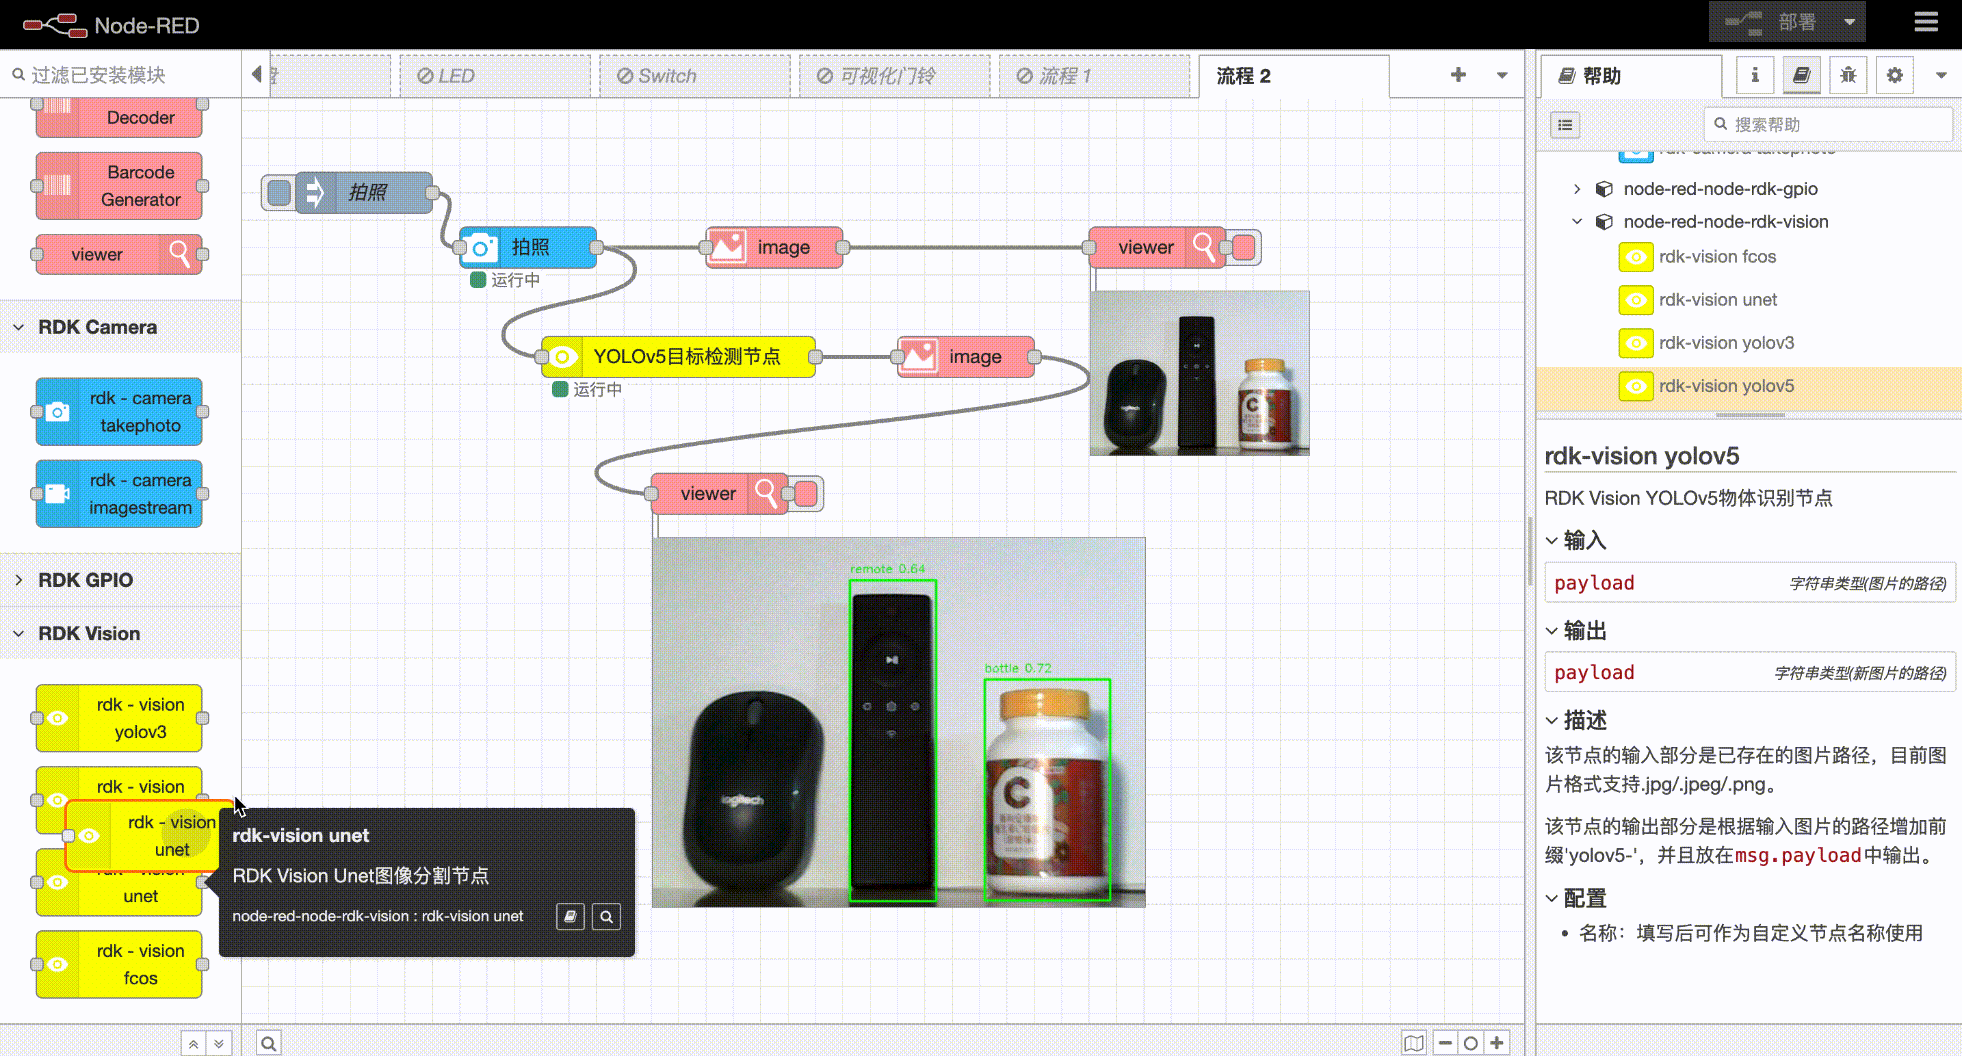 Node-RED
部署
过滤已安装模块
LED
Switch
可视化门铃
流程 1
流程 2
帮助
搜索帮助
Decoder
Barcode
Generator
viewer
RDK Camera
rdk - camera
takephoto
rdk - camera
imagestream
RDK GPIO
RDK Vision
rdk - vision
yolov3
rdk - vision
rdk - vision
unet
unet
rdk - vision
fcos
拍照
拍照
运行中
image
viewer
YOLOv5目标检测节点
运行中
image
viewer
remote 0.64
bottle 0.72
logitech
C
rdk-vision unet
RDK Vision Unet图像分割节点
node-red-node-rdk-vision : rdk-vision unet
rdk-camera takephoto
node-red-node-rdk-gpio
node-red-node-rdk-vision
rdk-vision fcos
rdk-vision unet
rdk-vision yolov3
rdk-vision yolov5
rdk-vision yolov5
RDK Vision YOLOv5物体识别节点
输入
payload 字符串类型(图片的路径)
输出
payload 字符串类型(新图片的路径)
描述
该节点的输入部分是已存在的图片路径，目前图
片格式支持.jpg/.jpeg/.png。
该节点的输出部分是根据输入图片的路径增加前
缀'yolov5-'，并且放在msg.payload中输出。
配置
• 名称：填写后可作为自定义节点名称使用